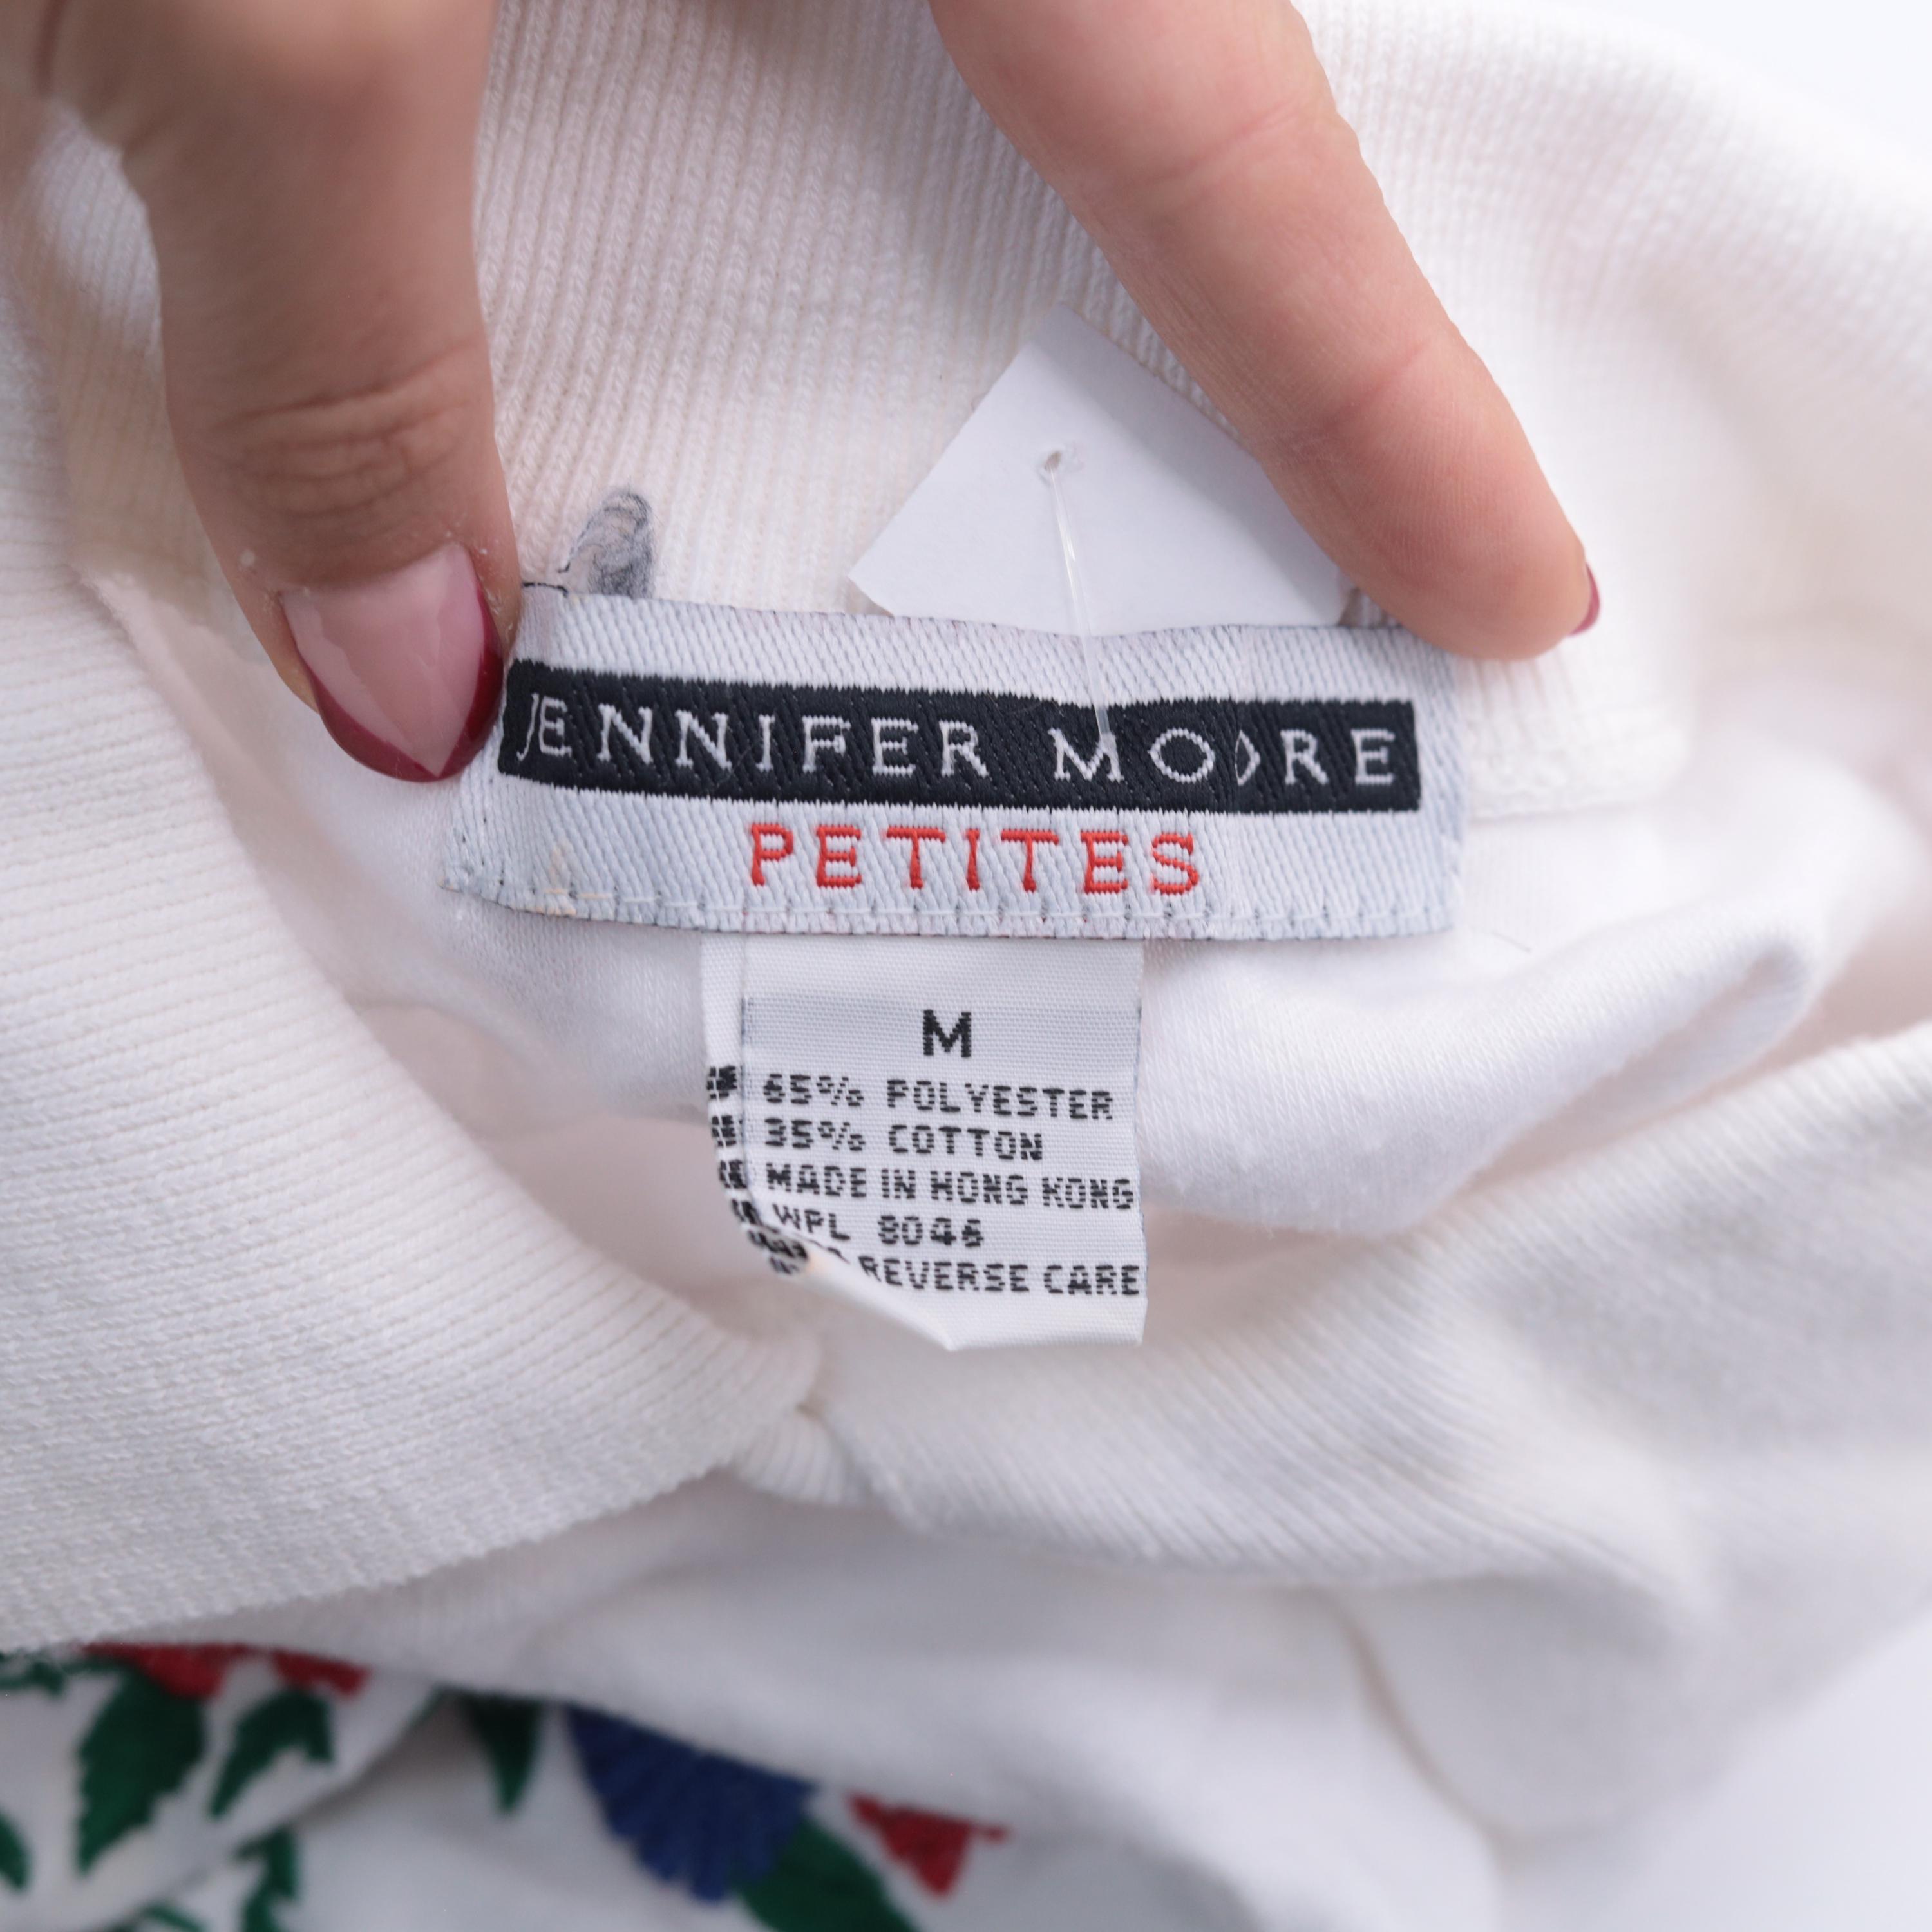 JENNIFER MOORE
PETITES
M
65% POLYESTER
35% COTTON
MADE IN HONG KONG
WPL 8046
REVERSE CARE